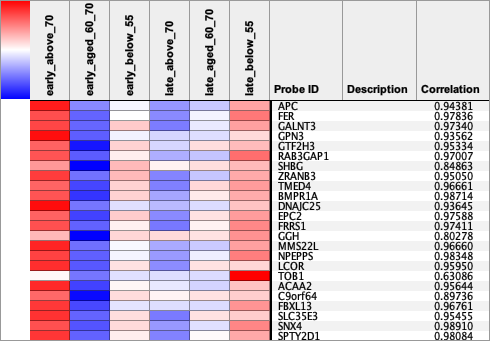 early_above_70
early_aged_60_70
early_below_55
late_above_70
late_aged_60_70
late_below_55
Probe ID Description Correlation
APC 0.94381
FER 0.97836
GALNT3 0.97340
GPN3 0.93562
GTF2H3 0.95334
RAB3GAP1 0.97007
SHBG 0.84863
ZRANB3 0.95050
TMED4 0.96661
BMPR1A 0.98714
DNAJC25 0.93645
EPC2 0.97588
FRRS1 0.97411
GGH 0.80278
MMS22L 0.96660
NPEPPS 0.98348
LCOR 0.95950
TOB1 0.63086
ACAA2 0.95644
C9orf64 0.89736
FBXL13 0.96761
SLC35E3 0.95455
SNX4 0.98910
SPTY2D1 0.98084